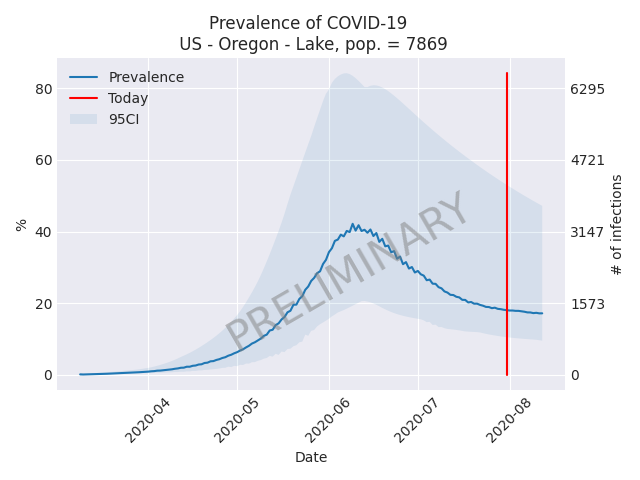 Prevalence of COVID-19
US - Oregon - Lake, pop. = 7869
Prevalence
Today
95CI
80
60
40
20
0
%
6295
4721
3147
1573
0
# of infections
PRELIMINARY
2020-04
2020-05
2020-06
2020-07
2020-08
Date